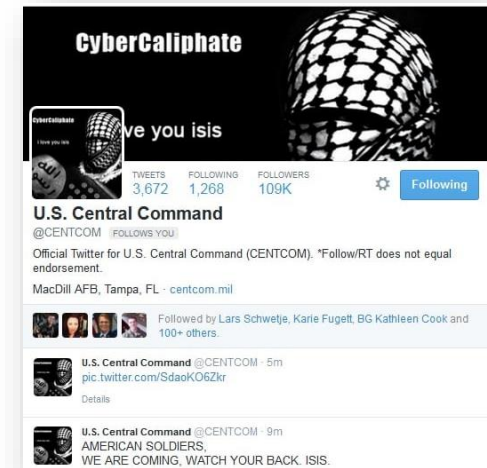 CyberCaliphate
ve you isis
CyberCaliphate
I love you isis
TWEETS FOLLOWING FOLLOWERS
3,672 1,268 109K
Following
U.S. Central Command
@CENTCOM FOLLOWS YOU
Official Twitter for U.S. Central Command (CENTCOM). *Follow/RT does not equal
endorsement.
MacDill AFB, Tampa, FL · centcom.mil
Followed by Lars Schwetje, Karie Fugett, BG Kathleen Cook and
100+ others.
U.S. Central Command @CENTCOM · 5m
pic.twitter.com/SdaoKO6Zkr
Details
U.S. Central Command @CENTCOM · 9m
AMERICAN SOLDIERS,
WE ARE COMING, WATCH YOUR BACK. ISIS.